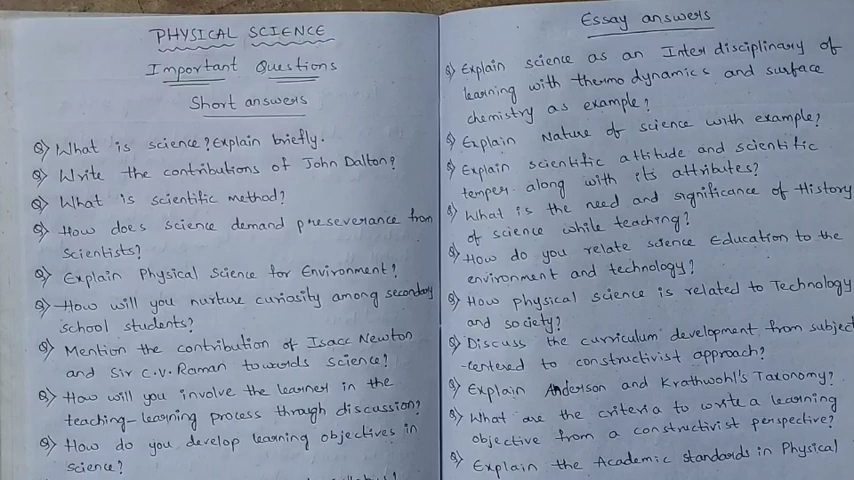 PHYSICAL SCIENCE
Important Questions
Short answers
Q) What is science? Explain briefly.
Q) Write the contributions of John Dalton?
Q) What is scientific method?
Q) How does science demand preseverance from
scientists?
Q) Explain Physical science for Environment?
Q) How will you nurture curiosity among secondary
school students?
Q) Mention the contribution of Isacc Newton
and Sir C.V. Raman towards science?
Q) How will you involve the learner in the
teaching-learning process through discussion?
Q) How do you develop learning objectives in
science?
Essay answers
Q) Explain science as an Inter disciplinary of
learning with thermo dynamics and surface
chemistry as example?
Q) Explain Nature of science with example?
Q) Explain scientific attitude and scientific
temper along with its attributes?
Q) What is the need and significance of History
of science while teaching?
Q) How do you relate science Education to the
environment and technology?
Q) How physical science is related to Technology
and society?
Q) Discuss the curriculum development from subject
-centered to constructivist approach?
Q) Explain Anderson and Krathwohl's Taxonomy?
Q) What are the criteria to write a learning
objective from a constructivist perspective?
Q) Explain the Academic standards in Physical